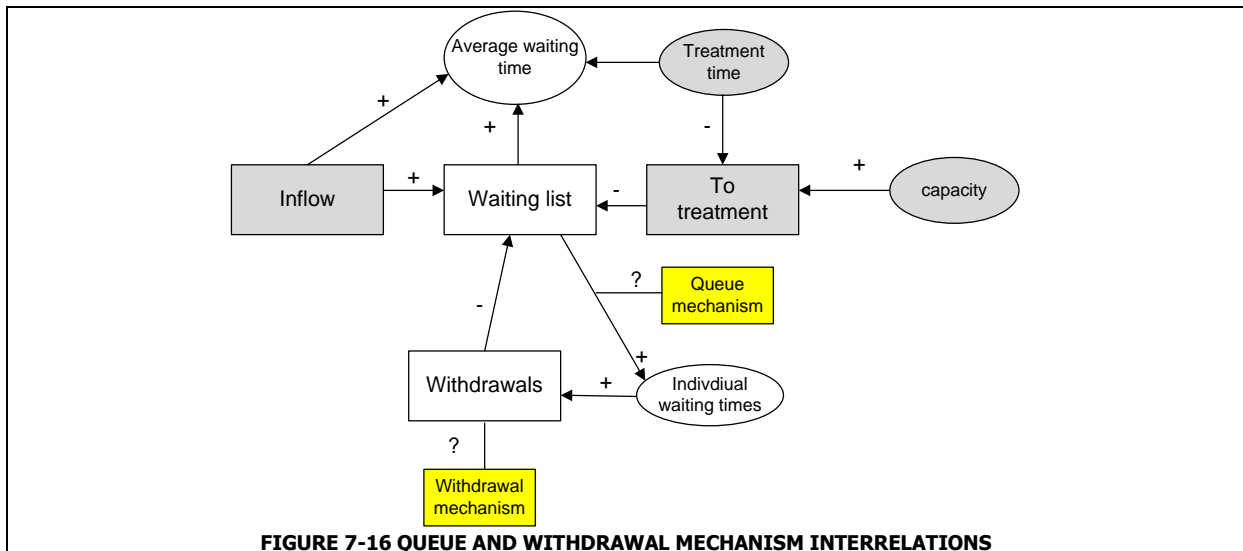 Average waiting
time
Treatment
time
+
+
-
Inflow
+
Waiting list
-
To
treatment
+
capacity
?
Queue
mechanism
-
+
Withdrawals
+
Indivdiual
waiting times
?
Withdrawal
mechanism
FIGURE 7-16 QUEUE AND WITHDRAWAL MECHANISM INTERRELATIONS